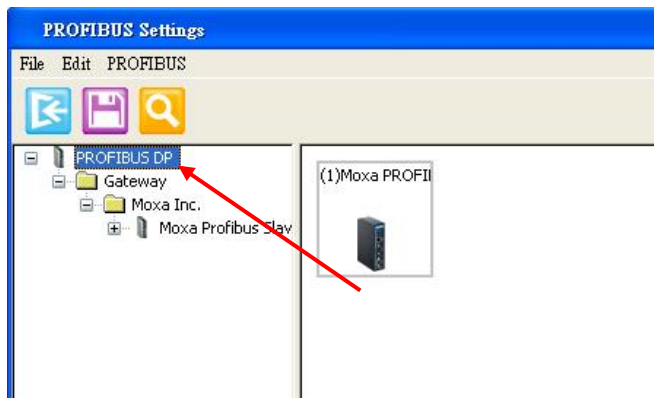 PROFIBUS Settings
File Edit PROFIBUS
PROFIBUS DP
Gateway
Moxa Inc.
Moxa Profibus Slav
(1)Moxa PROFI